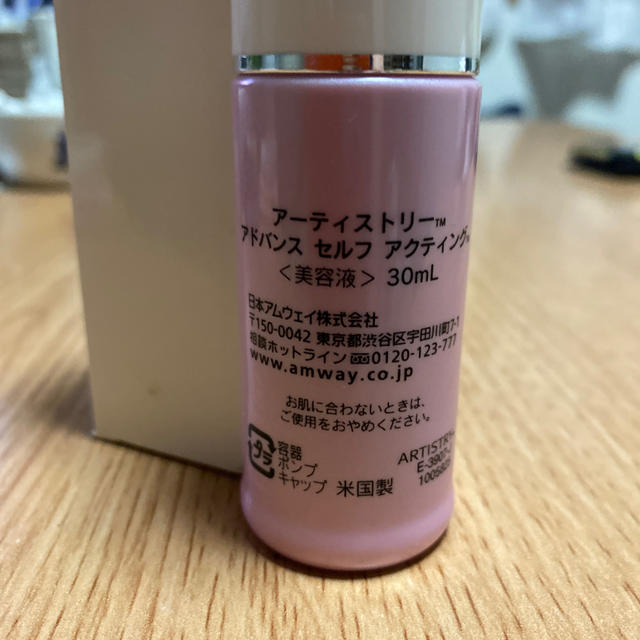 アーティストリー™
アドバンス セルフ アクティング
＜美容液＞ 30mL
日本アムウェイ株式会社
〒150-0042 東京都渋谷区宇田川町7-1
相談ホットライン 0120-123-777
www.amway.co.jp
お肌に合わないときは、
ご使用をおやめください。
プラ
容器
ポンプ
キャップ
米国製
ARTISTRY